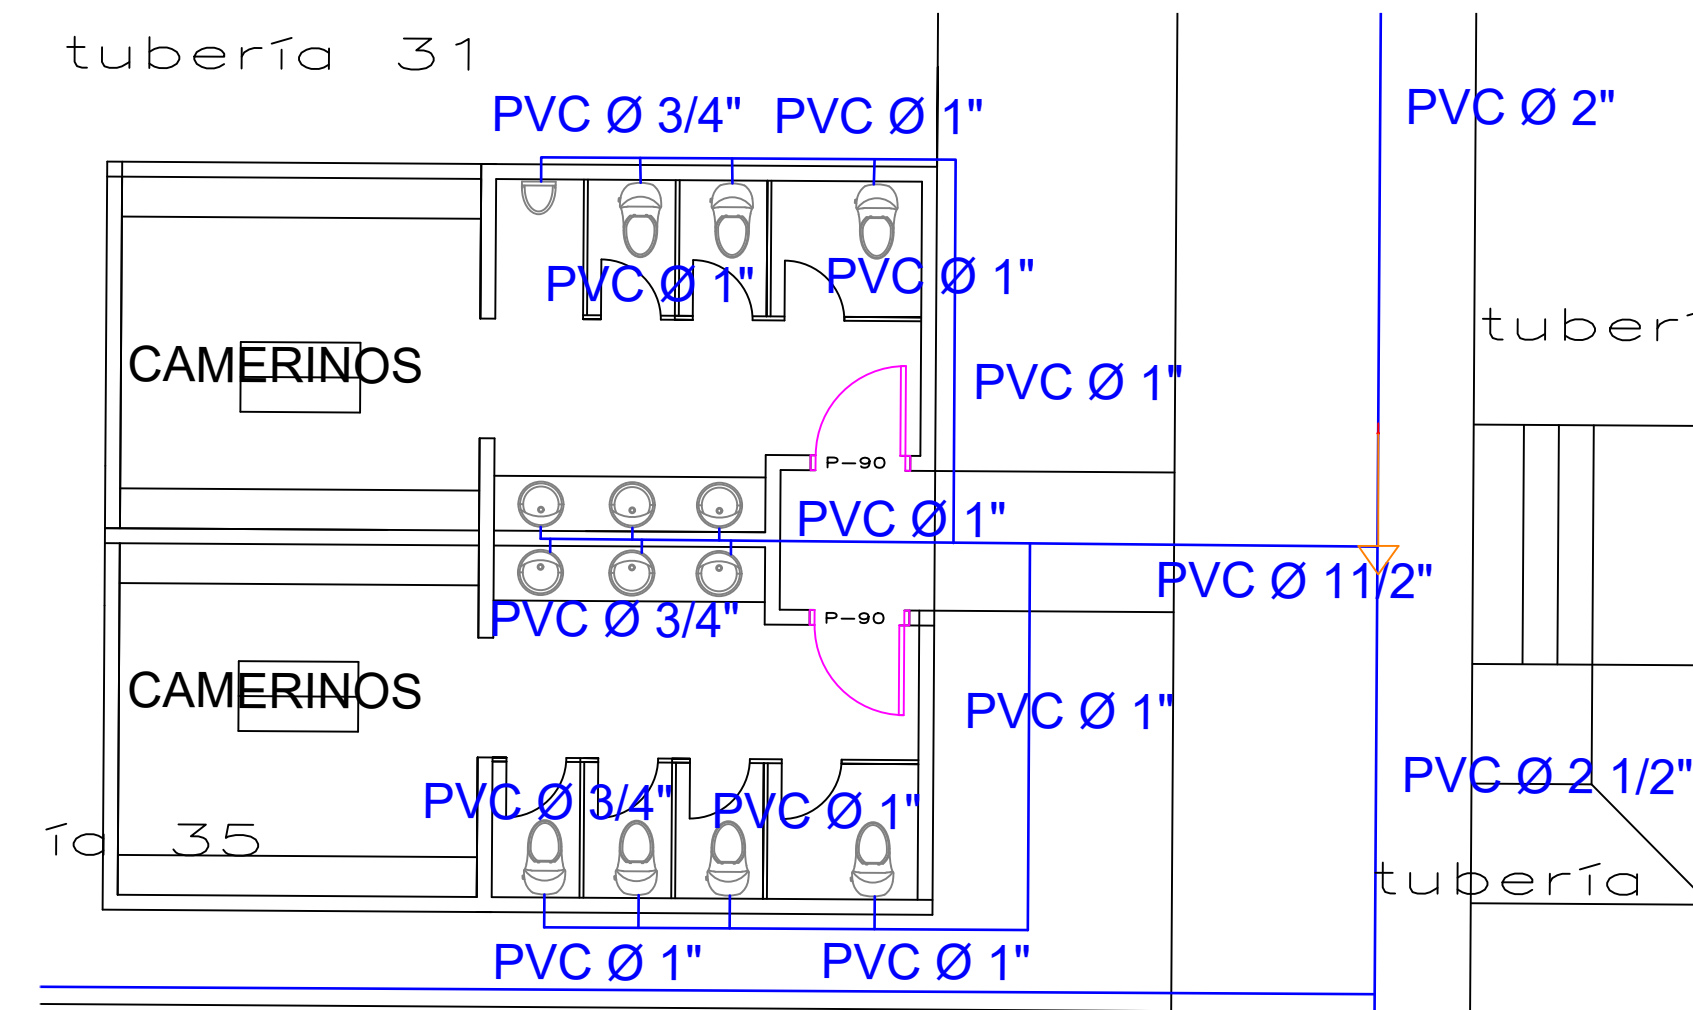 tubería 31
PVC Ø 3/4"
PVC Ø 1"
PVC Ø 2"
PVC Ø 1"
PVC Ø 1"
tuberí
CAMERINOS
PVC Ø 1"
P-90
PVC Ø 1"
PVC Ø 11/2"
PVC Ø 3/4"
P-90
CAMERINOS
PVC Ø 1"
PVC Ø 2 1/2"
PVC Ø 3/4"
PVC Ø 1"
ía 35
tubería
PVC Ø 1"
PVC Ø 1"